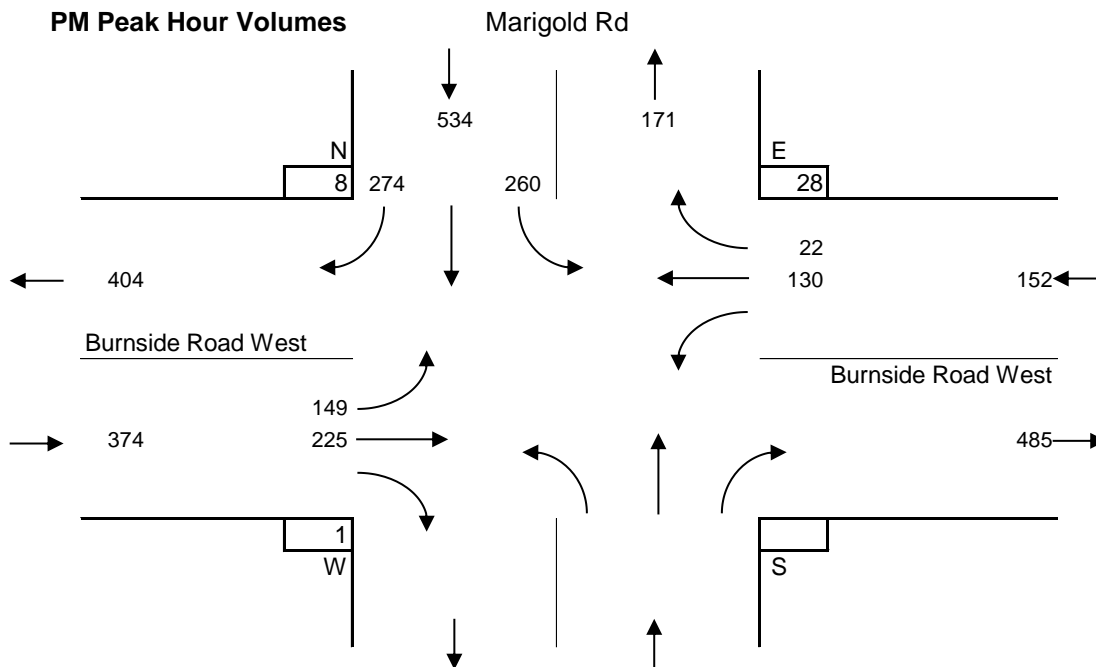 PM Peak Hour Volumes Marigold Rd
534 171
N E
8 274 260 28
22
404 130 152
Burnside Road West
Burnside Road West
149
374 225 485
1
W S